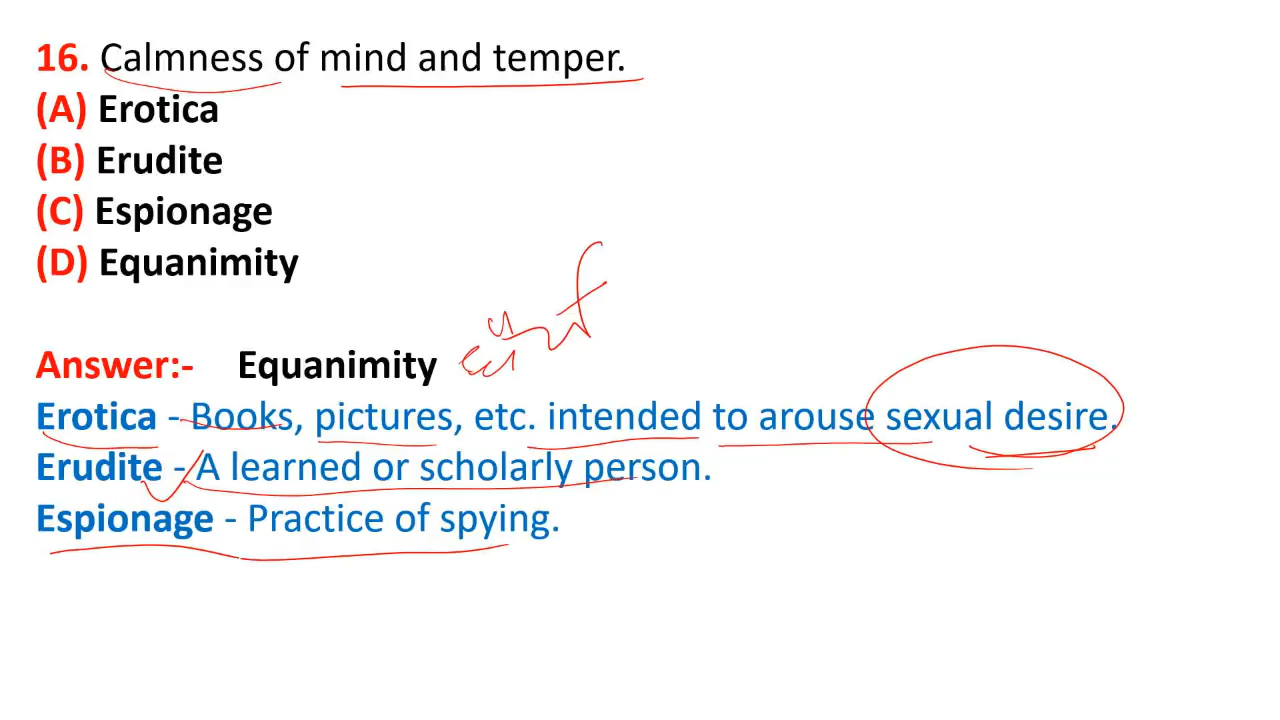 16. Calmness of mind and temper.
(A) Erotica
(B) Erudite
(C) Espionage
(D) Equanimity
Answer:- Equanimity
Erotica - Books, pictures, etc. intended to arouse sexual desire.
Erudite - A learned or scholarly person.
Espionage - Practice of spying.